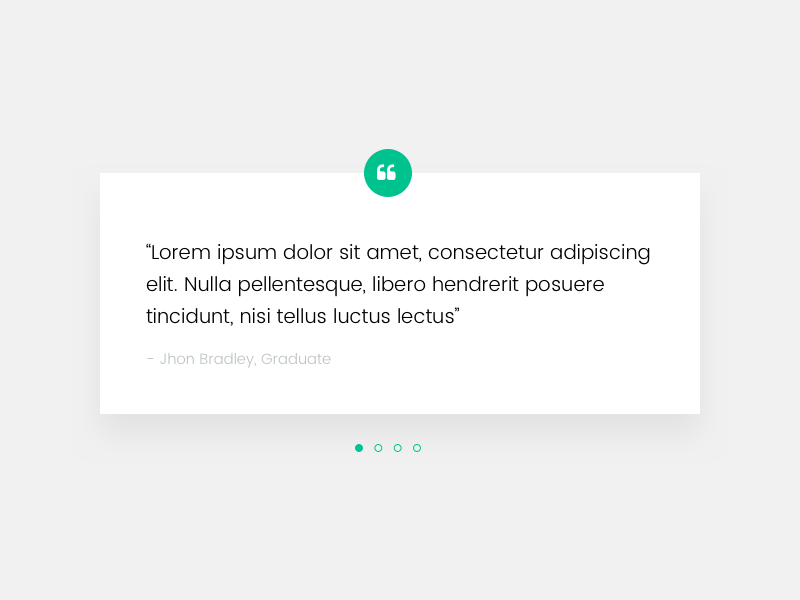 “Lorem ipsum dolor sit amet, consectetur adipiscing
elit. Nulla pellentesque, libero hendrerit posuere
tincidunt, nisi tellus luctus lectus”
- Jhon Bradley, Graduate